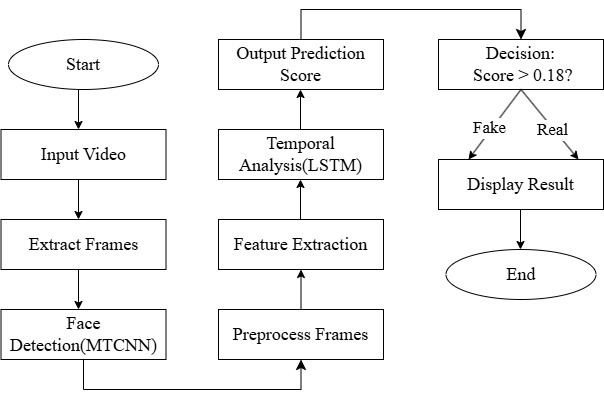 Start
Input Video
Extract Frames
Face
Detection(MTCNN)
Preprocess Frames
Feature Extraction
Temporal
Analysis(LSTM)
Output Prediction
Score
Decision:
Score > 0.18?
Fake
Real
Display Result
End